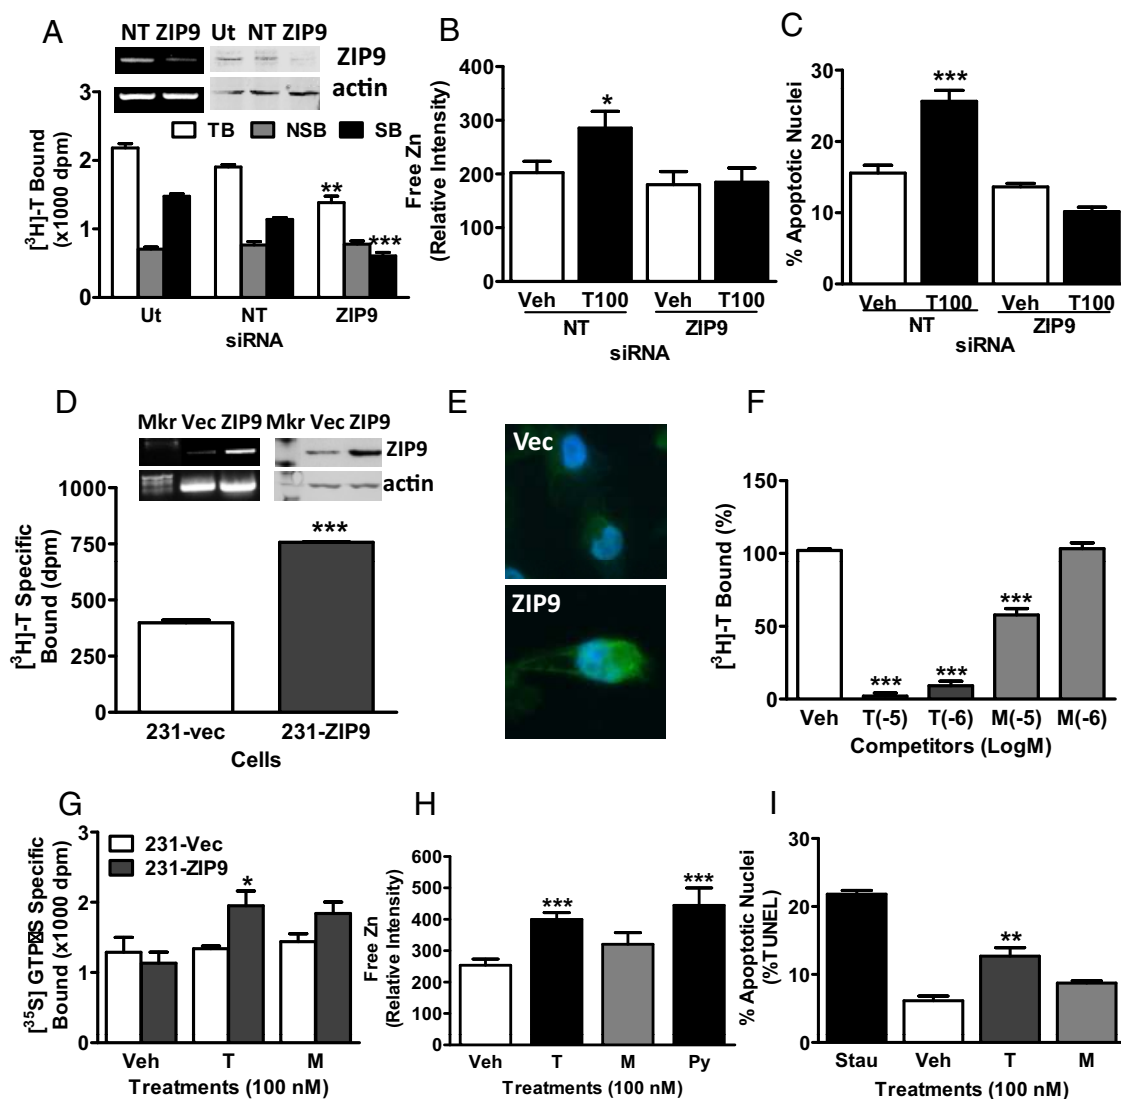 A
NT ZIP9 Ut NT ZIP9
ZIP9
actin
TB NSB SB
[³H]-T Bound
(x1000 dpm)
3
2
1
0
**
***
Ut NT ZIP9
siRNA
B
Free Zn
(Relative Intensity)
400
300
200
100
0
*
Veh T100 Veh T100
NT ZIP9
siRNA
C
% Apoptotic Nuclei
30
20
10
0
***
Veh T100 Veh T100
NT ZIP9
siRNA
D
Mkr Vec ZIP9 Mkr Vec ZIP9
ZIP9
actin
[³H]-T Specific
Bound (dpm)
1000
750
500
250
0
***
231-vec 231-ZIP9
Cells
E
Vec
ZIP9
F
[³H]-T Bound (%)
100
50
0
*** *** ***
Veh T(-5) T(-6) M(-5) M(-6)
Competitors (LogM)
G
[³⁵S] GTP☒S Specific
Bound (x1000 dpm)
3
2
1
0
231-Vec
231-ZIP9
*
Veh T M
Treatments (100 nM)
H
Free Zn
(Relative Intensity)
600
500
400
300
200
100
0
*** ***
Veh T M Py
Treatments (100 nM)
I
% Apoptotic Nuclei
(%TUNEL)
30
20
10
0
**
Stau Veh T M
Treatments (100 nM)